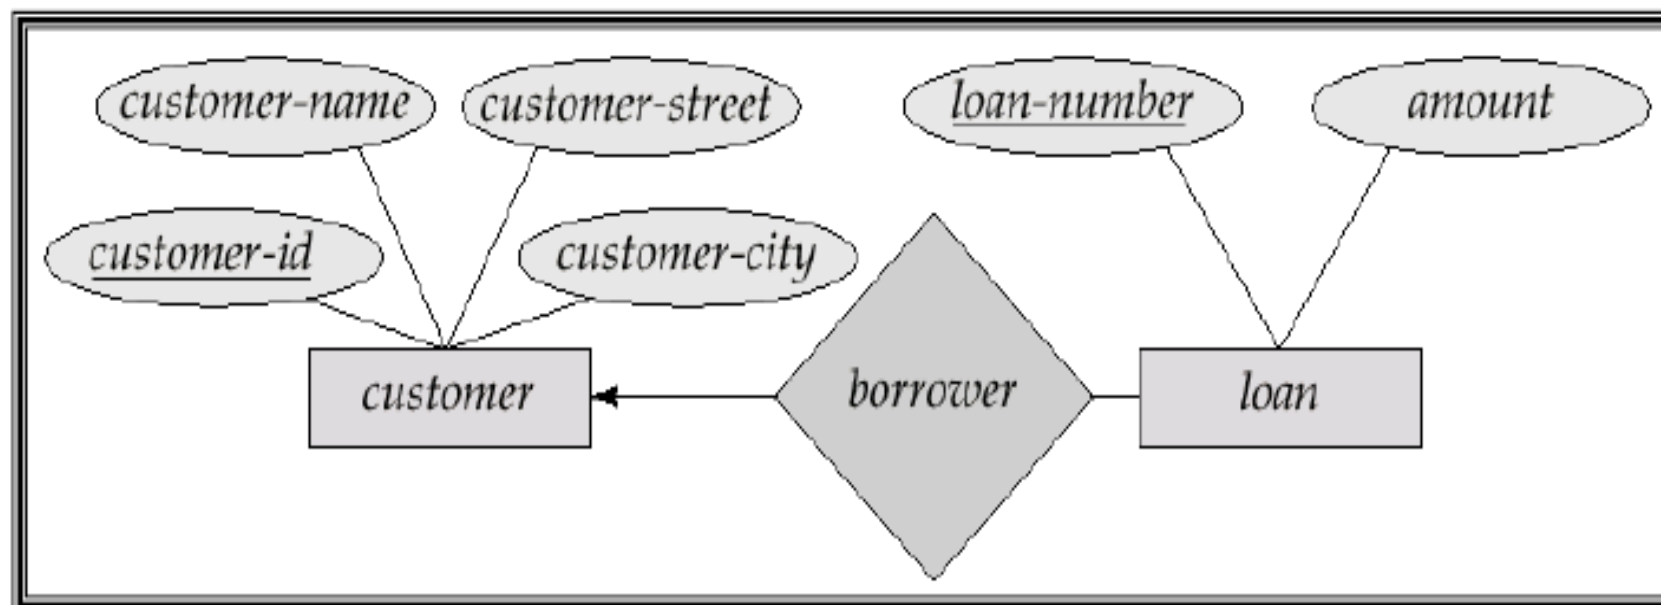 customer-name customer-street loan-number amount
customer-id customer-city
customer borrower loan